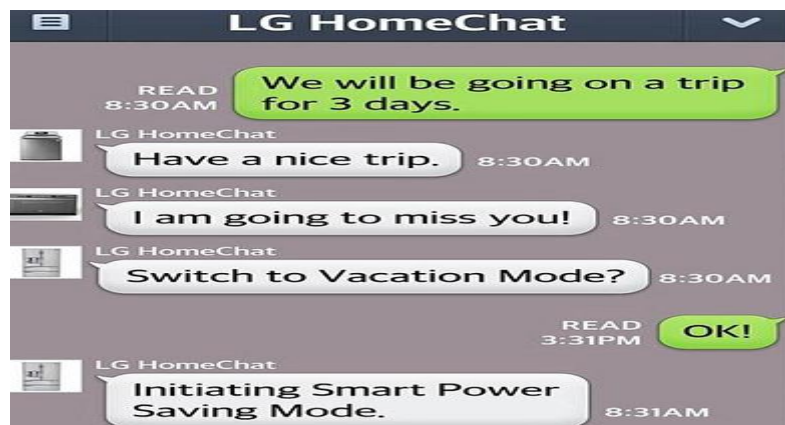 LG HomeChat
We will be going on a trip
for 3 days.
READ
8:30AM
LG HomeChat
Have a nice trip.
8:30AM
LG HomeChat
I am going to miss you!
8:30AM
LG HomeChat
Switch to Vacation Mode?
8:30AM
READ
3:31PM
OK!
LG HomeChat
Initiating Smart Power
Saving Mode.
8:31AM